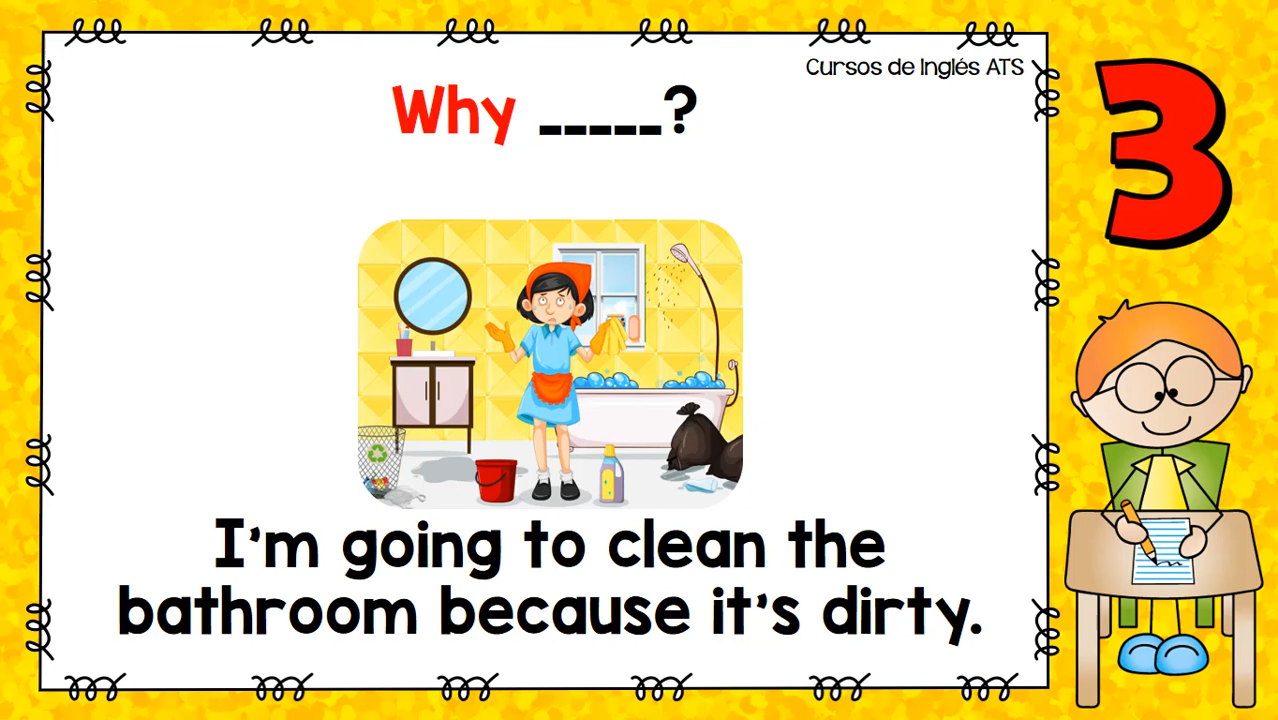 Cursos de Inglés ATS
Why _____?
3
I'm going to clean the
bathroom because it's dirty.